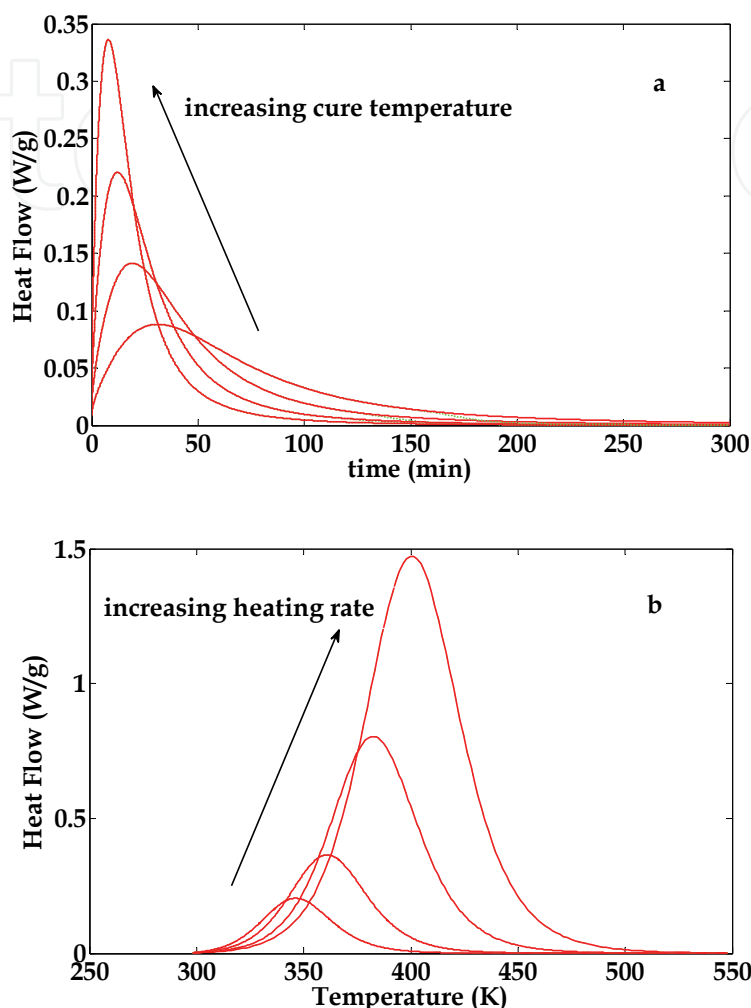 0.35
0.3
0.25
0.2
0.15
0.1
0.05
0
Heat Flow (W/g)
increasing cure temperature
a
0 50 100 150 200 250 300
time (min)
1.5
1
0.5
0
Heat Flow (W/g)
increasing heating rate
b
250 300 350 400 450 500 550
Temperature (K)